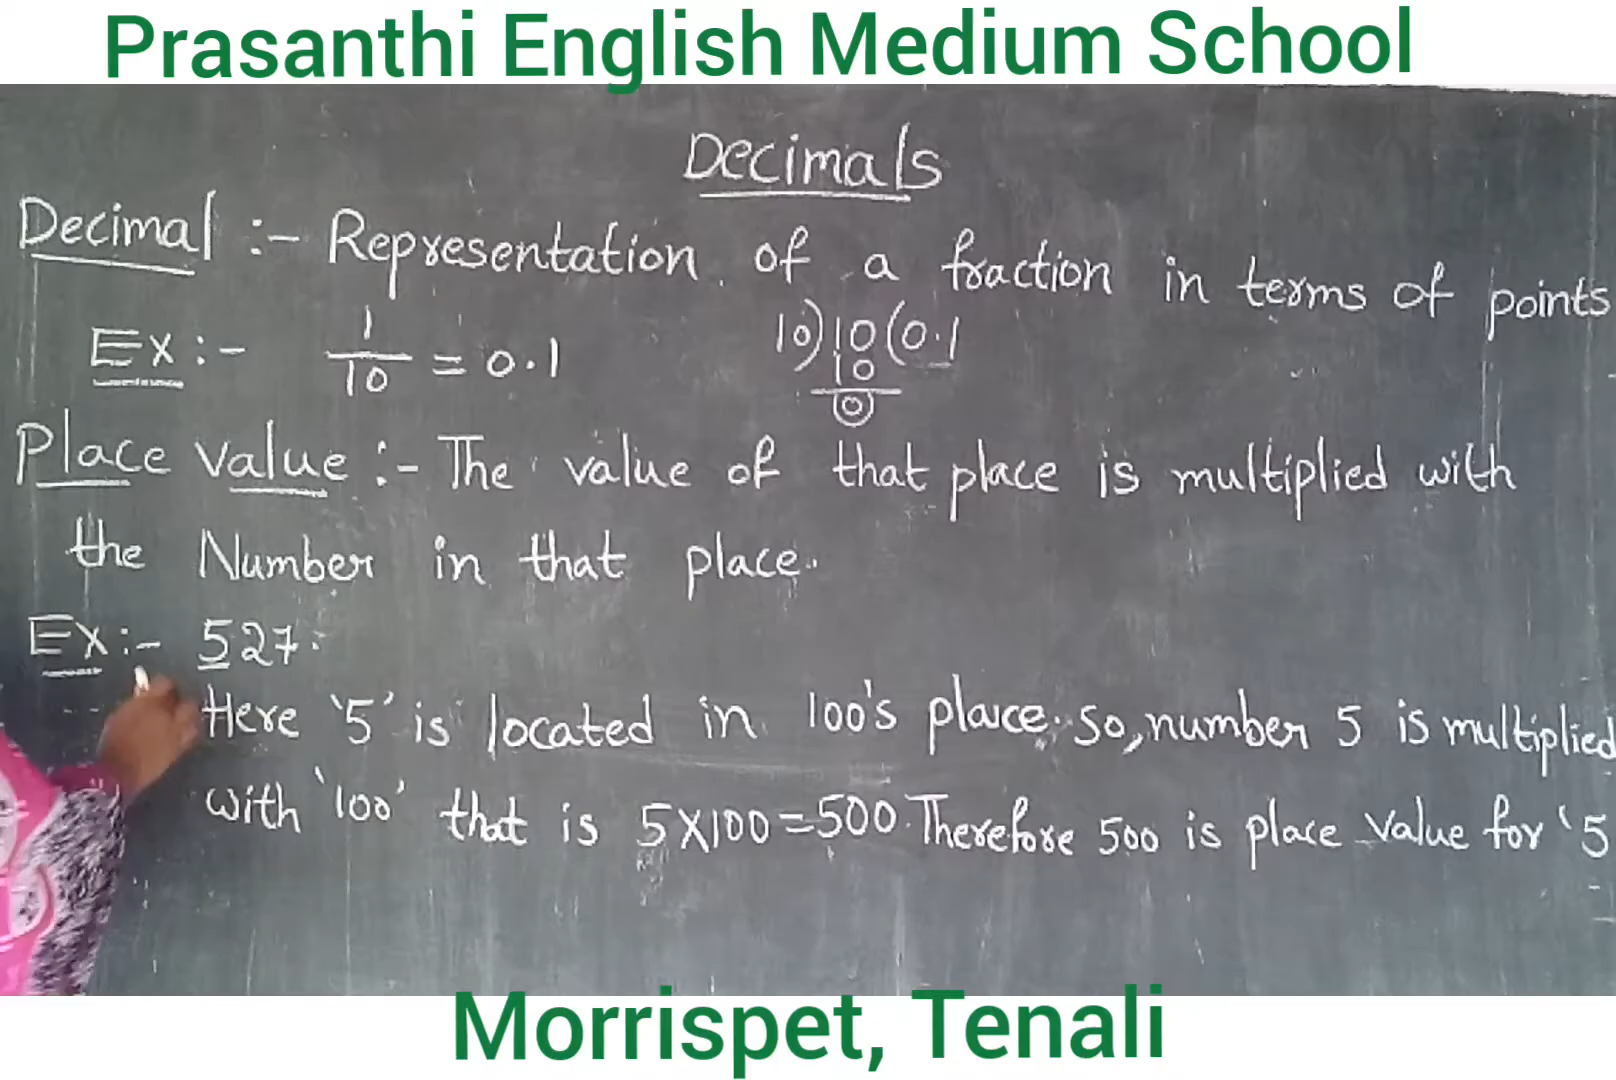 Prasanthi English Medium School
Decimals
Decimal :- Representation of a fraction in terms of points
Ex :- 1/10 = 0.1 10)10(0.1
10
0
Place value :- The value of that place is multiplied with
the Number in that place.
Ex :- 527.
Here '5' is located in 100's place. So, number 5 is multiplied
with '100' that is 5X100=500. Therefore 500 is place value for '5
Morrispet, Tenali